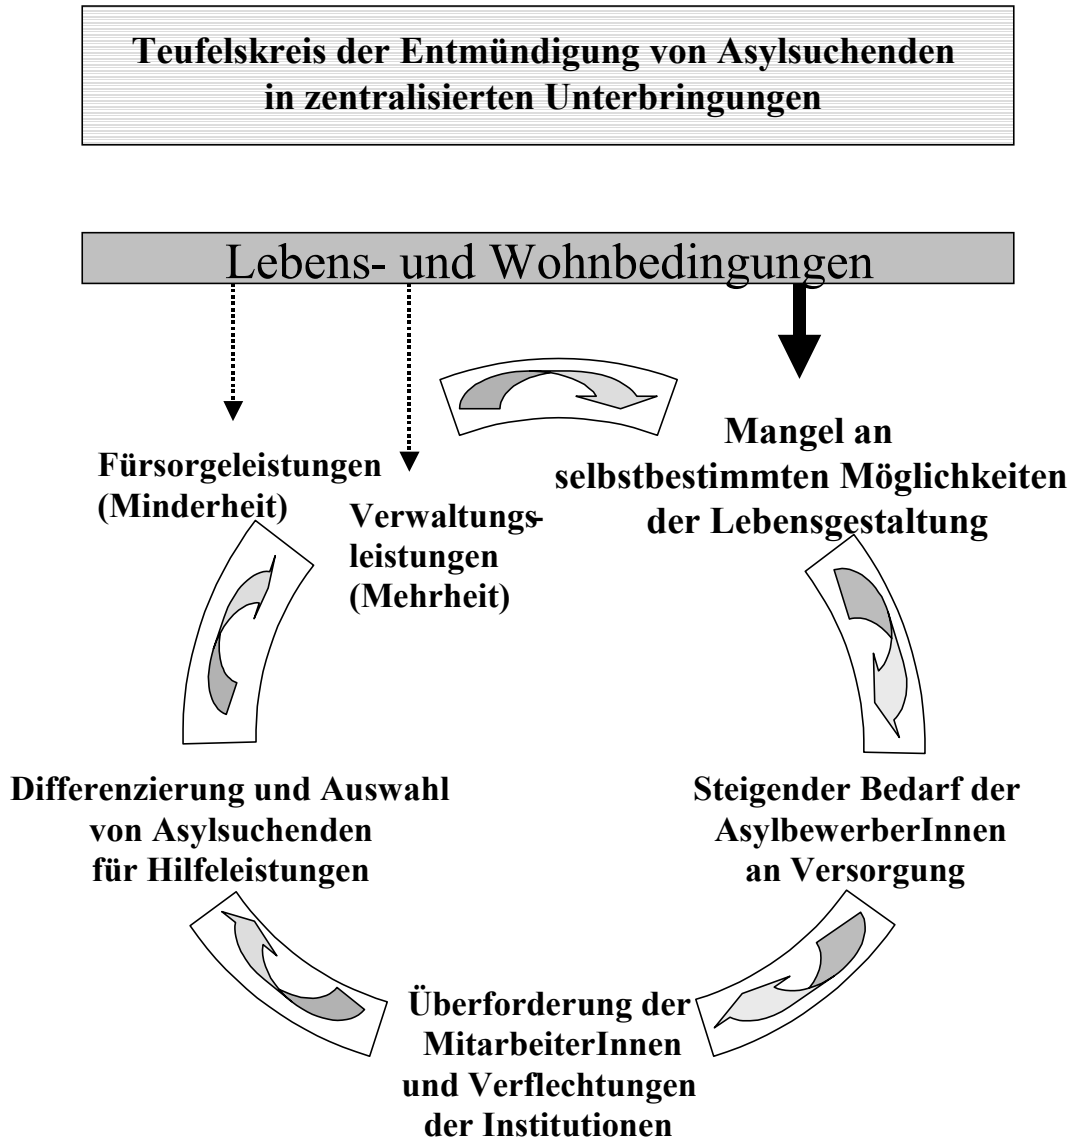 Teufelskreis der Entmündigung von Asylsuchenden
in zentralisierten Unterbringungen
Lebens- und Wohnbedingungen
Mangel an
selbstbestimmten Möglichkeiten
der Lebensgestaltung
Fürsorgeleistungen
(Minderheit)
Verwaltungs-
leistungen
(Mehrheit)
Differenzierung und Auswahl
von Asylsuchenden
für Hilfeleistungen
Steigender Bedarf der
AsylbewerberInnen
an Versorgung
Überforderung der
MitarbeiterInnen
und Verflechtungen
der Institutionen